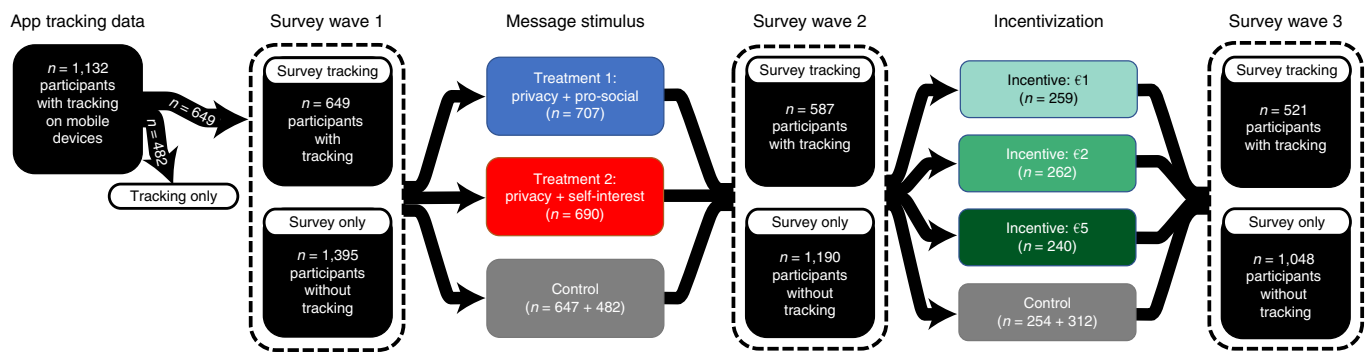 App tracking data
n = 1,132
participants
with tracking
on mobile
devices
n = 649
n = 482
Tracking only
Survey wave 1
Survey tracking
n = 649
participants
with
tracking
Survey only
n = 1,395
participants
without
tracking
Message stimulus
Treatment 1:
privacy + pro-social
(n = 707)
Treatment 2:
privacy + self-interest
(n = 690)
Control
(n = 647 + 482)
Survey wave 2
Survey tracking
n = 587
participants
with tracking
Survey only
n = 1,190
participants
without
tracking
Incentivization
Incentive: €1
(n = 259)
Incentive: €2
(n = 262)
Incentive: €5
(n = 240)
Control
(n = 254 + 312)
Survey wave 3
Survey tracking
n = 521
participants
with tracking
Survey only
n = 1,048
participants
without
tracking